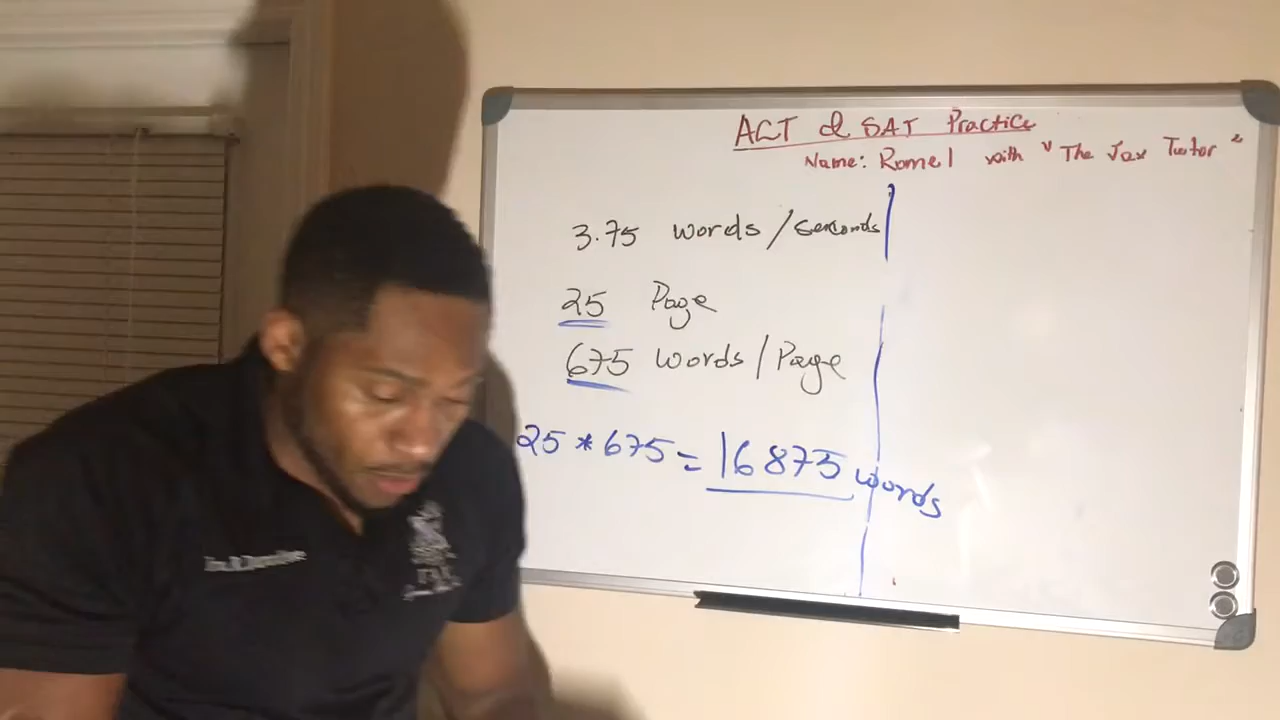 ACT & SAT Practice
Name: Romel with "The Jax Tutor"
3.75 words/seconds
25 Page
675 words/Page
25 * 675 = 16875 words